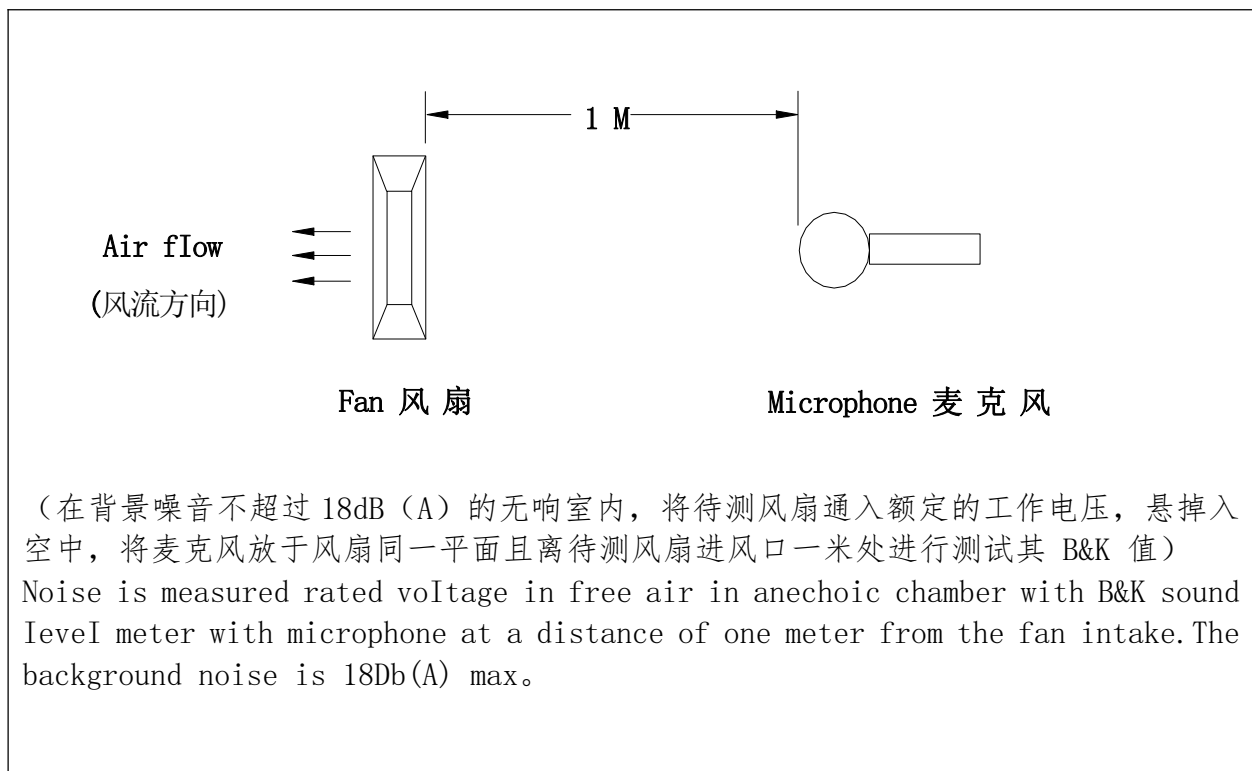 1 M
Air fIow
(风流方向)
Fan 风 扇
Microphone 麦 克 风
（在背景噪音不超过 18dB（A）的无响室内，将待测风扇通入额定的工作电压，悬掉入
空中，将麦克风放于风扇同一平面且离待测风扇进风口一米处进行测试其 B&K 值）
Noise is measured rated voItage in free air in anechoic chamber with B&K sound
IeveI meter with microphone at a distance of one meter from the fan intake.The
background noise is 18Db(A) max。